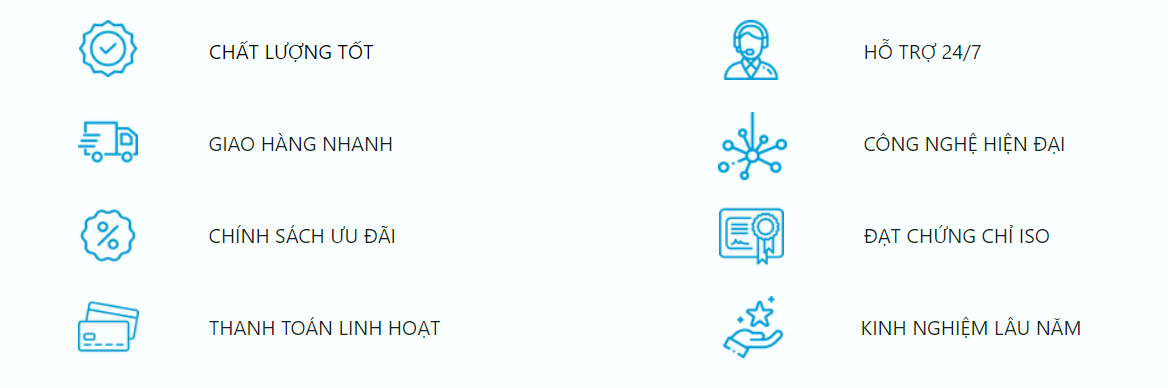 CHẤT LƯỢNG TỐT
HỖ TRỢ 24/7
GIAO HÀNG NHANH
CÔNG NGHỆ HIỆN ĐẠI
CHÍNH SÁCH ƯU ĐÃI
ĐẠT CHỨNG CHỈ ISO
THANH TOÁN LINH HOẠT
KINH NGHIỆM LÂU NĂM